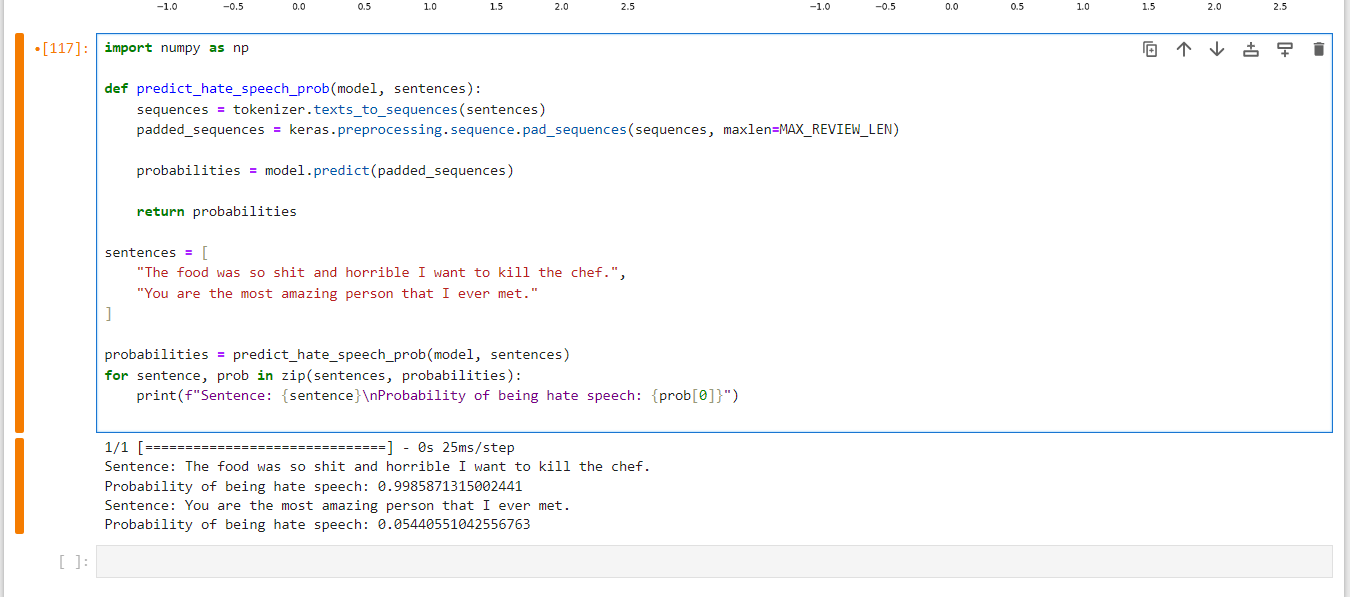 −1.0 −0.5 0.0 0.5 1.0 1.5 2.0 2.5 −1.0 −0.5 0.0 0.5 1.0 1.5 2.0 2.5
•[117]:
import numpy as np
def predict_hate_speech_prob(model, sentences):
    sequences = tokenizer.texts_to_sequences(sentences)
    padded_sequences = keras.preprocessing.sequence.pad_sequences(sequences, maxlen=MAX_REVIEW_LEN)
    probabilities = model.predict(padded_sequences)
    return probabilities
sentences = [
    "The food was so shit and horrible I want to kill the chef.",
    "You are the most amazing person that I ever met."
]
probabilities = predict_hate_speech_prob(model, sentences)
for sentence, prob in zip(sentences, probabilities):
    print(f"Sentence: {sentence}\nProbability of being hate speech: {prob[0]}")
1/1 [==============================] - 0s 25ms/step
Sentence: The food was so shit and horrible I want to kill the chef.
Probability of being hate speech: 0.9985871315002441
Sentence: You are the most amazing person that I ever met.
Probability of being hate speech: 0.05440551042556763
[ ]: